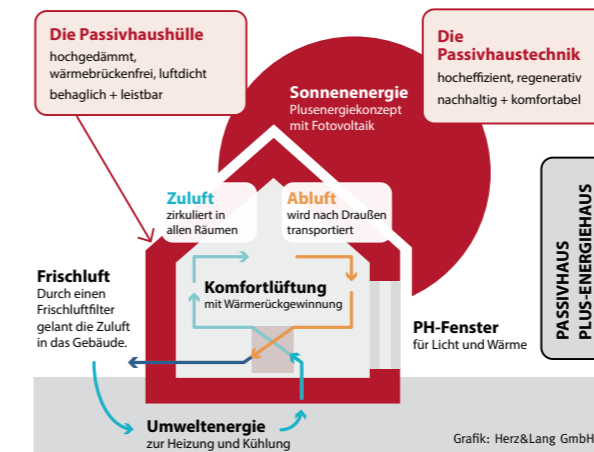 Die Passivhaushülle
hochgedämmt,
wärmebrückenfrei, luftdicht
behaglich + leistbar
Die
Passivhaustechnik
hocheffizient, regenerativ
nachhaltig + komfortabel
Sonnenenergie
Plusenergiekonzept
mit Fotovoltaik
Zuluft
zirkuliert in
allen Räumen
Abluft
wird nach Draußen
transportiert
Frischluft
Durch einen
Frischluftfilter
gelant die Zuluft
in das Gebäude.
Komfortlüftung
mit Wärmerückgewinnung
PH-Fenster
für Licht und Wärme
PASSIVHAUS
PLUS-ENERGIEHAUS
Umweltenergie
zur Heizung und Kühlung
Grafik: Herz&Lang GmbH